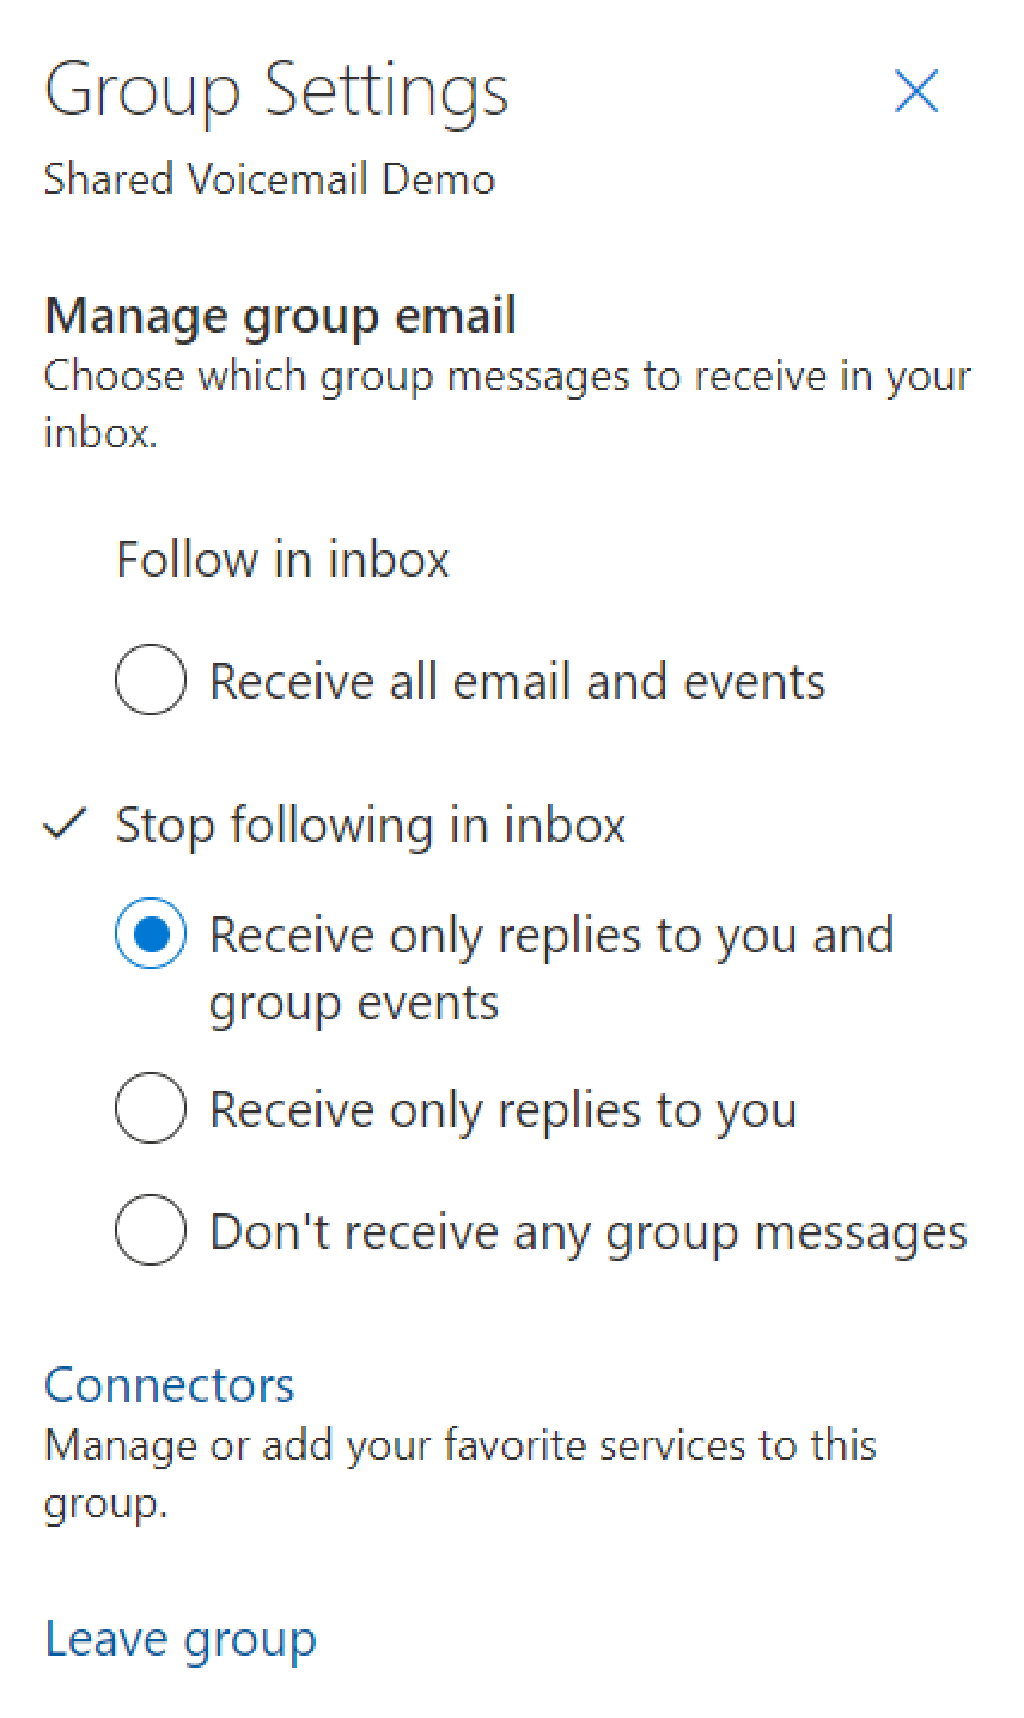 Group Settings
Shared Voicemail Demo
Manage group email
Choose which group messages to receive in your
inbox.
Follow in inbox
Receive all email and events
Stop following in inbox
Receive only replies to you and
group events
Receive only replies to you
Don't receive any group messages
Connectors
Manage or add your favorite services to this
group.
Leave group